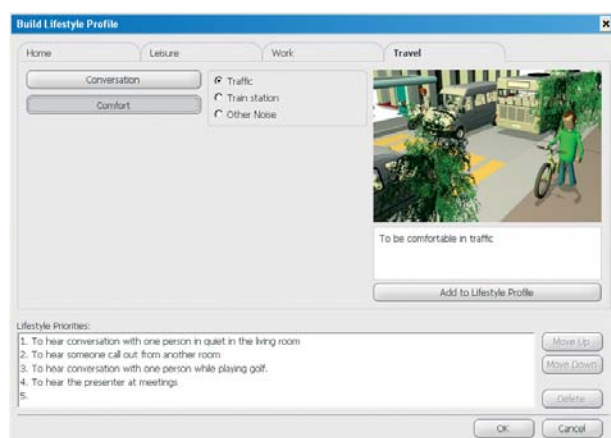 Build Lifestyle Profile
Home Leisure Work Travel
Conversation
Comfort
Traffic
Train station
Other Noise
To be comfortable in traffic
Add to Lifestyle Profile
Lifestyle Priorities:
1. To hear conversation with one person in quiet in the living room
2. To hear someone call out from another room
3. To hear conversation with one person while playing golf.
4. To hear the presenter at meetings
5.
Move Up
Move Down
Delete
OK Cancel